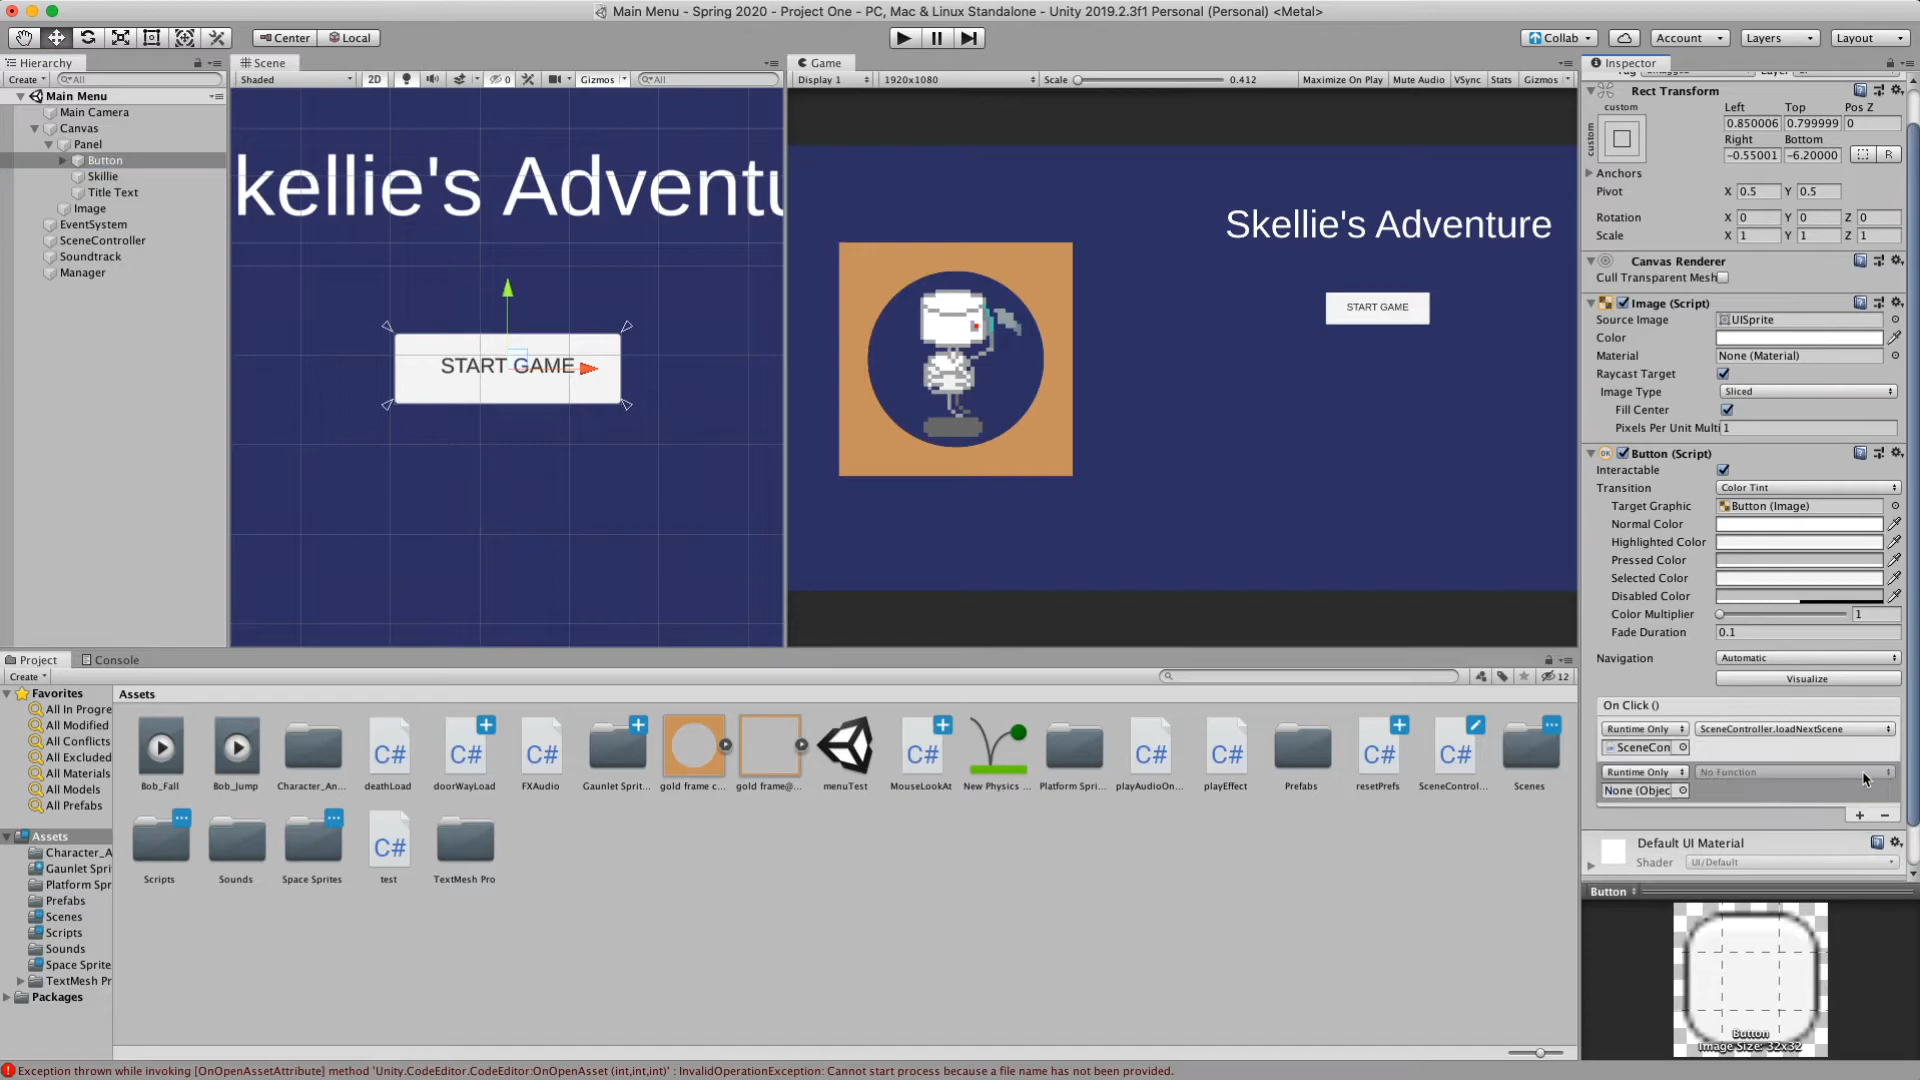 Main Menu - Spring 2020 - Project One - PC, Mac & Linux Standalone - Unity 2019.2.3f1 Personal (Personal) <Metal>
Center Local Collab Account Layers Layout
Hierarchy
Create All
Main Menu
Main Camera
Canvas
Panel
Button
Skillie
Title Text
Image
EventSystem
SceneController
Soundtrack
Manager
Scene
Shaded 2D 0 Gizmos All
kellie's Adventu
START GAME
Game
Display 1 1920x1080 Scale 0.412 Maximize On Play Mute Audio VSync Stats Gizmos
Skellie's Adventure
START GAME
Inspector
Rect Transform
custom Left Top Pos Z
custom 0.850006 0.799999 0
Right Bottom
-0.55001 -6.20000 R
Anchors
Pivot X 0.5 Y 0.5
Rotation X 0 Y 0 Z 0
Scale X 1 Y 1 Z 1
Canvas Renderer
Cull Transparent Mesh
Image (Script)
Source Image UISprite
Color
Material None (Material)
Raycast Target
Image Type Sliced
Fill Center
Pixels Per Unit Multi 1
OK Button (Script)
Interactable
Transition Color Tint
Target Graphic Button (Image)
Normal Color
Highlighted Color
Pressed Color
Selected Color
Disabled Color
Color Multiplier 1
Fade Duration 0.1
Navigation Automatic
Visualize
On Click ()
Runtime Only SceneController.loadNextScene
SceneCon
Runtime Only No Function
None (Objec
+ -
Default UI Material
Shader UI/Default
Button
Button
Image Size: 32x32
Project Console
Create 12
Favorites
All In Progre
All Modified
All Conflicts
All Excluded
All Materials
All Models
All Prefabs
Assets
Character_A
Gaunlet Spri
Platform Spr
Prefabs
Scenes
Scripts
Sounds
Space Sprite
TextMesh Pr
Packages
Assets
C# C# C# C# C# C# C# C#
Bob_Fall Bob_Jump Character_An... deathLoad doorWayLoad FXAudio Gaunlet Sprit... gold frame c... gold frame@... menuTest MouseLookAt New Physics ... Platform Spri... playAudioOn... playEffect Prefabs resetPrefs SceneControl... Scenes
C#
Scripts Sounds Space Sprites test TextMesh Pro
Exception thrown while invoking [OnOpenAssetAttribute] method 'Unity.CodeEditor.CodeEditor:OnOpenAsset (int,int,int)' : InvalidOperationException: Cannot start process because a file name has not been provided.